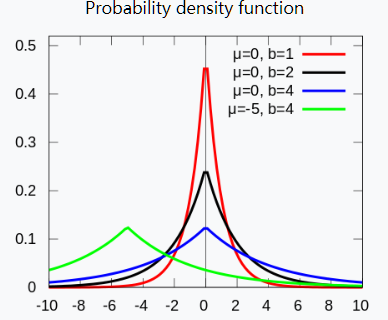 Probability density function
0.5
0.4
0.3
0.2
0.1
0
μ=0, b=1
μ=0, b=2
μ=0, b=4
μ=-5, b=4
-10 -8 -6 -4 -2 0 2 4 6 8 10